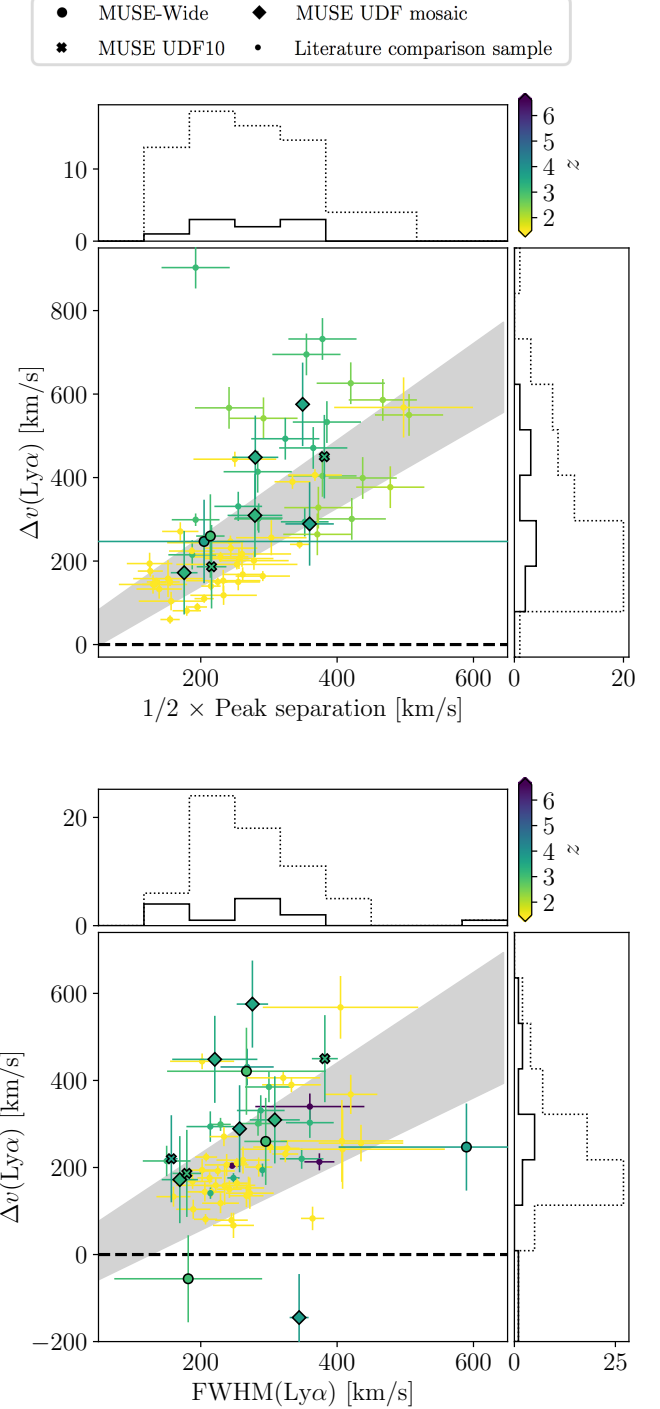 MUSE-Wide
MUSE UDF mosaic
MUSE UDF10
Literature comparison sample
10
0
6
5
4
3
2
z
800
600
400
200
0
Δv(Lyα) [km/s]
200 400 600
0 20
1/2 × Peak separation [km/s]
20
0
6
5
4
3
2
z
600
400
200
0
−200
Δv(Lyα) [km/s]
200 400 600
0 25
FWHM(Lyα) [km/s]